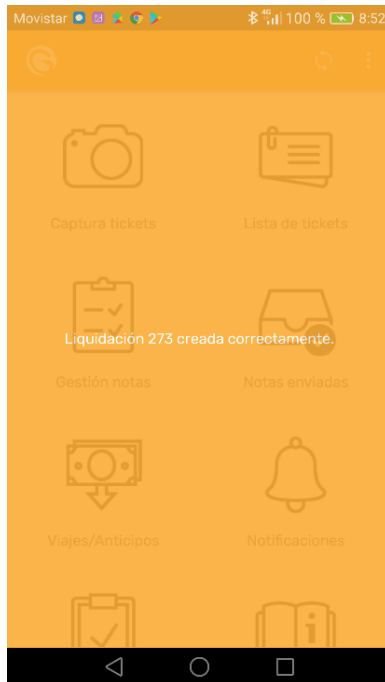 Movistar 4G 100 % 8:52
Captura tickets Lista de tickets
Liquidación 273 creada correctamente.
Gestión notas Notas enviadas
Viajes/Anticipos Notificaciones